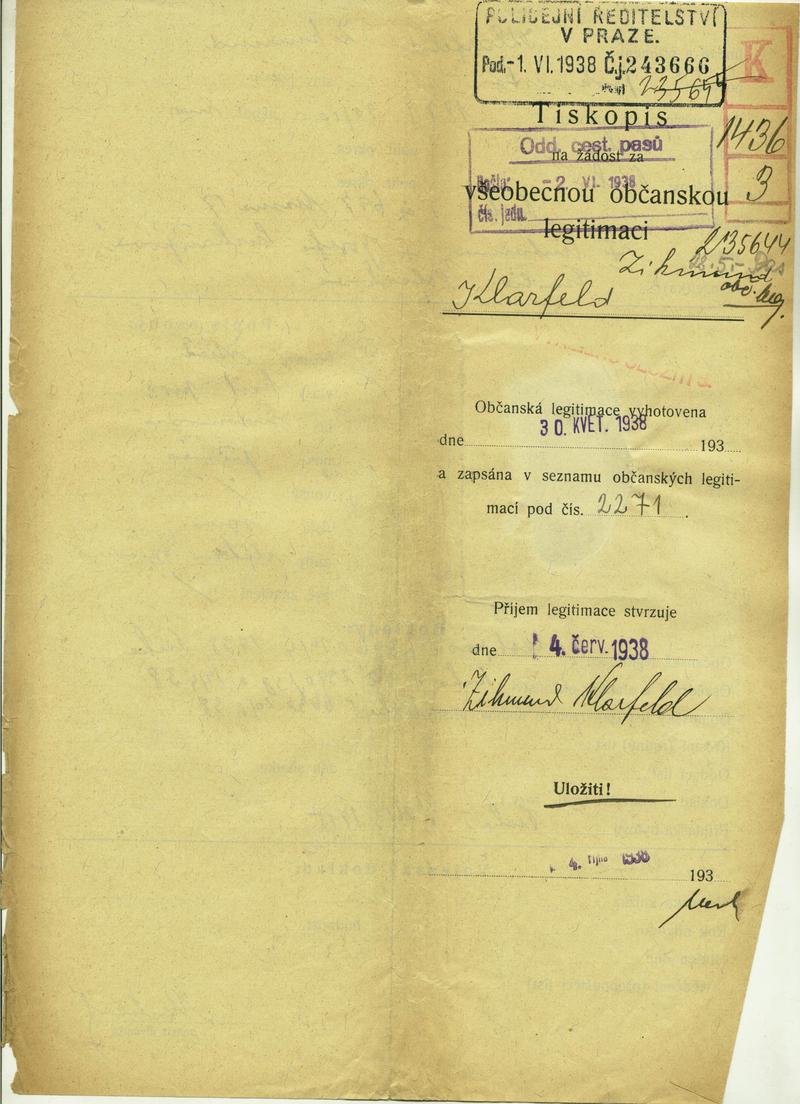 POLICEJNÍ ŘEDITELSTVÍ
V PRAZE.
Pod.-1. VI. 1938 Č.j. 243666
K
1436
3
Tiskopis
Odd. cest. pasů
na žádost za
Došlo: -2 VI. 1938
všeobecnou občanskou
čís. jedn.
legitimaci
235644
Zikmund
Klarfeld
obč. leg.
Občanská legitimace vyhotovena
30. KVĚT. 1938
dne 193
a zapsána v seznamu občanských legiti-
mací pod čís. 2271.
Příjem legitimace stvrzuje
dne 4. červ. 1938
Zikmund Klarfeld
Uložiti!
4. října 1938
193